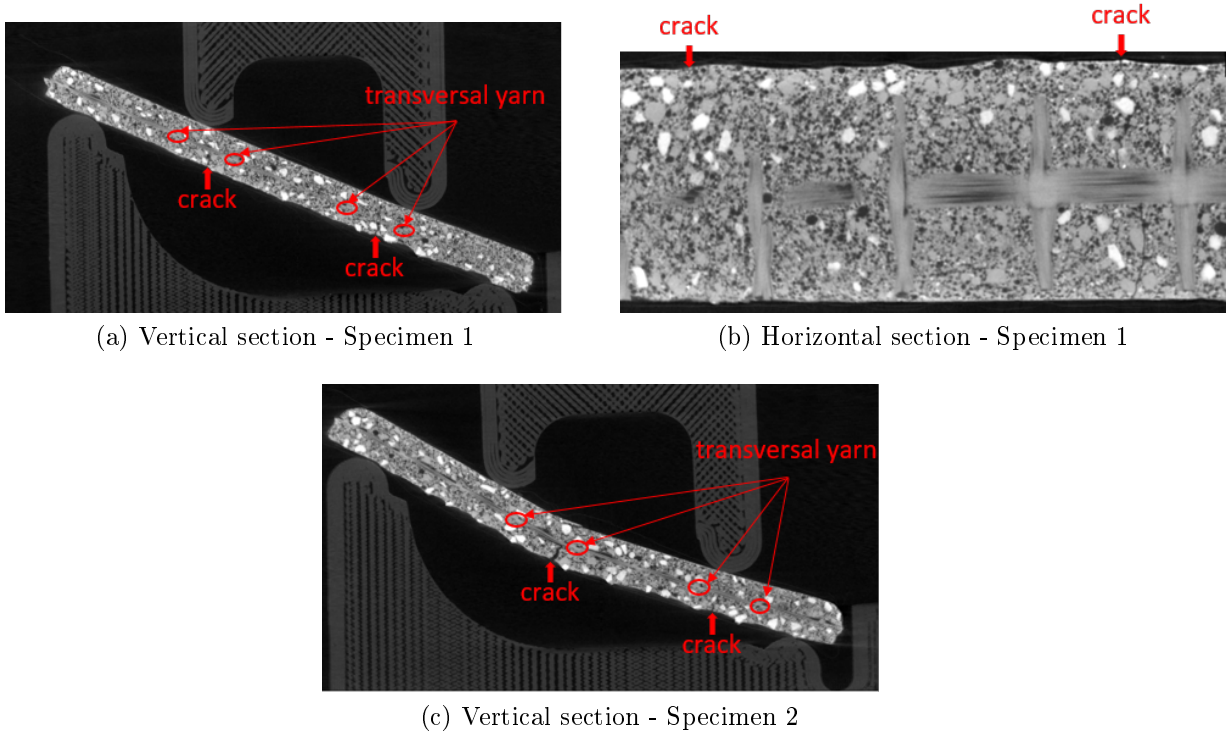 transversal yarn
crack
crack
(a) Vertical section - Specimen 1
crack
crack
(b) Horizontal section - Specimen 1
transversal yarn
crack
crack
(c) Vertical section - Specimen 2